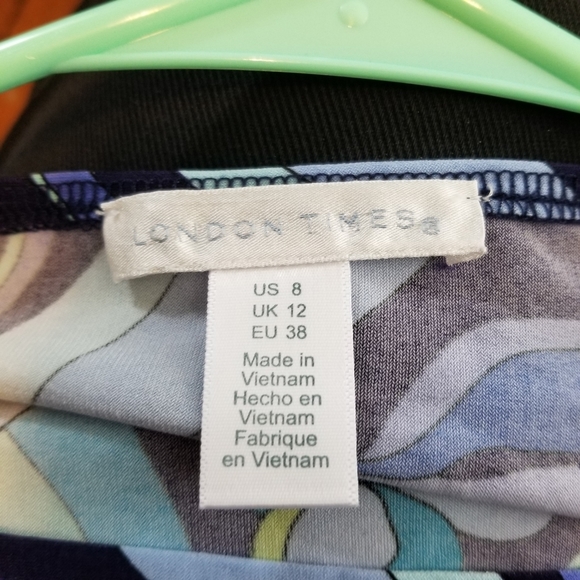 LONDON TIMES®
US 8
UK 12
EU 38
Made in
Vietnam
Hecho en
Vietnam
Fabrique
en Vietnam